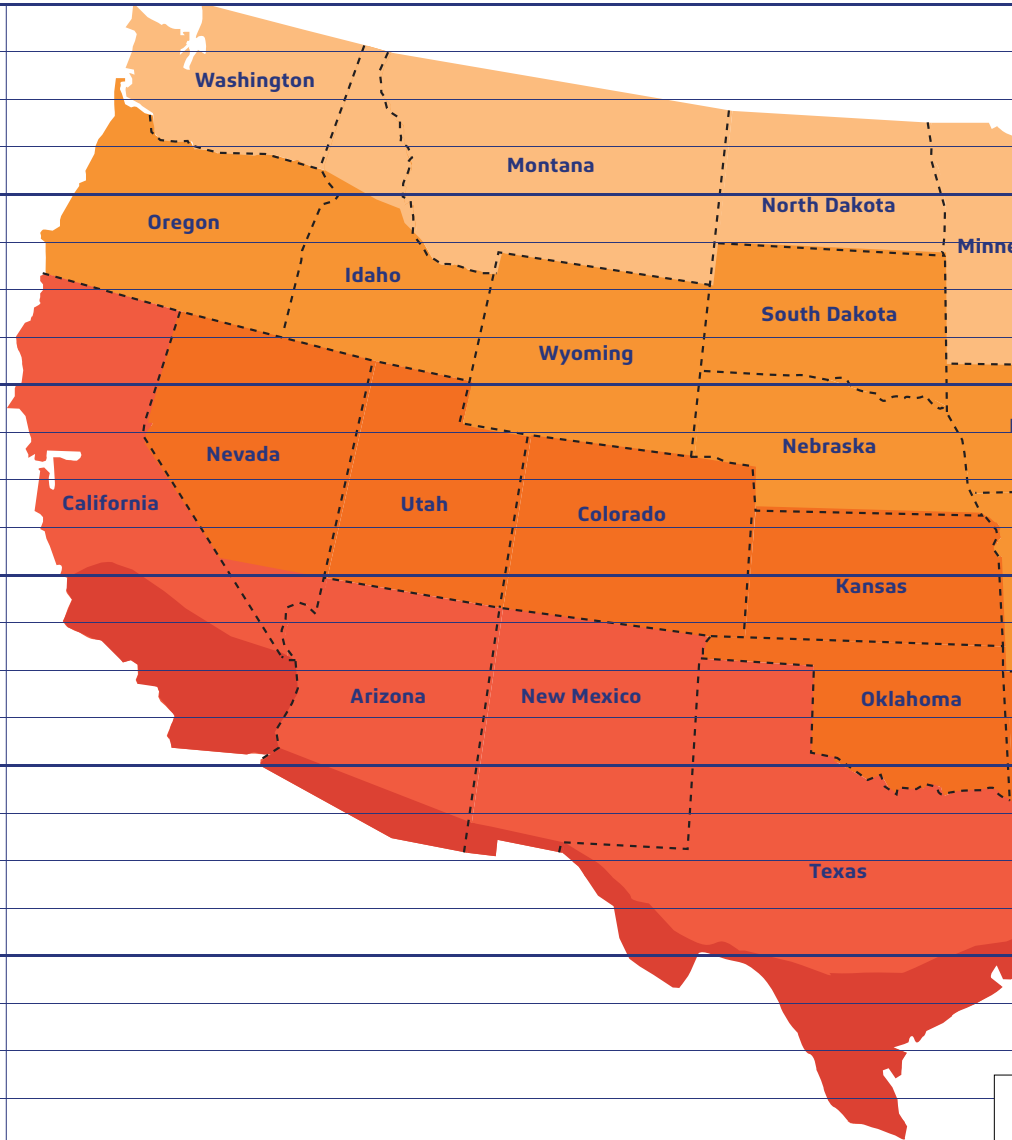 Washington
Montana
North Dakota
Oregon
Minne
Idaho
South Dakota
Wyoming
Nebraska
Nevada
California
Utah
Colorado
Kansas
Arizona
New Mexico
Oklahoma
Texas